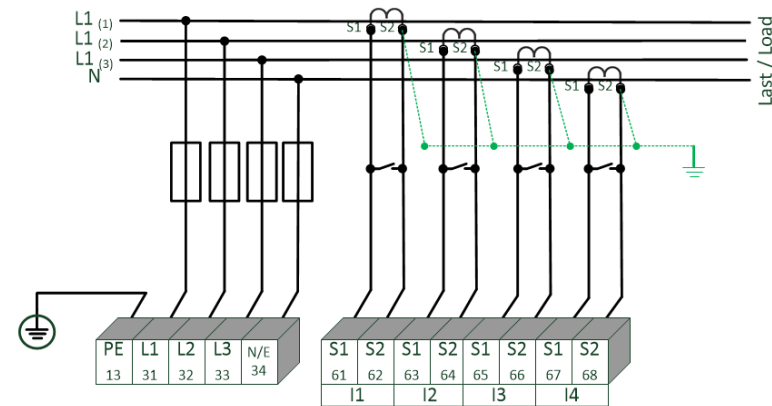 L1 (1)
L1 (2)
L1 (3)
N
S1 S2
S1 S2
S1 S2
S1 S2
Last / Load
PE L1 L2 L3 N/E
13 31 32 33 34
S1 S2 S1 S2 S1 S2 S1 S2
61 62 63 64 65 66 67 68
I1 I2 I3 I4